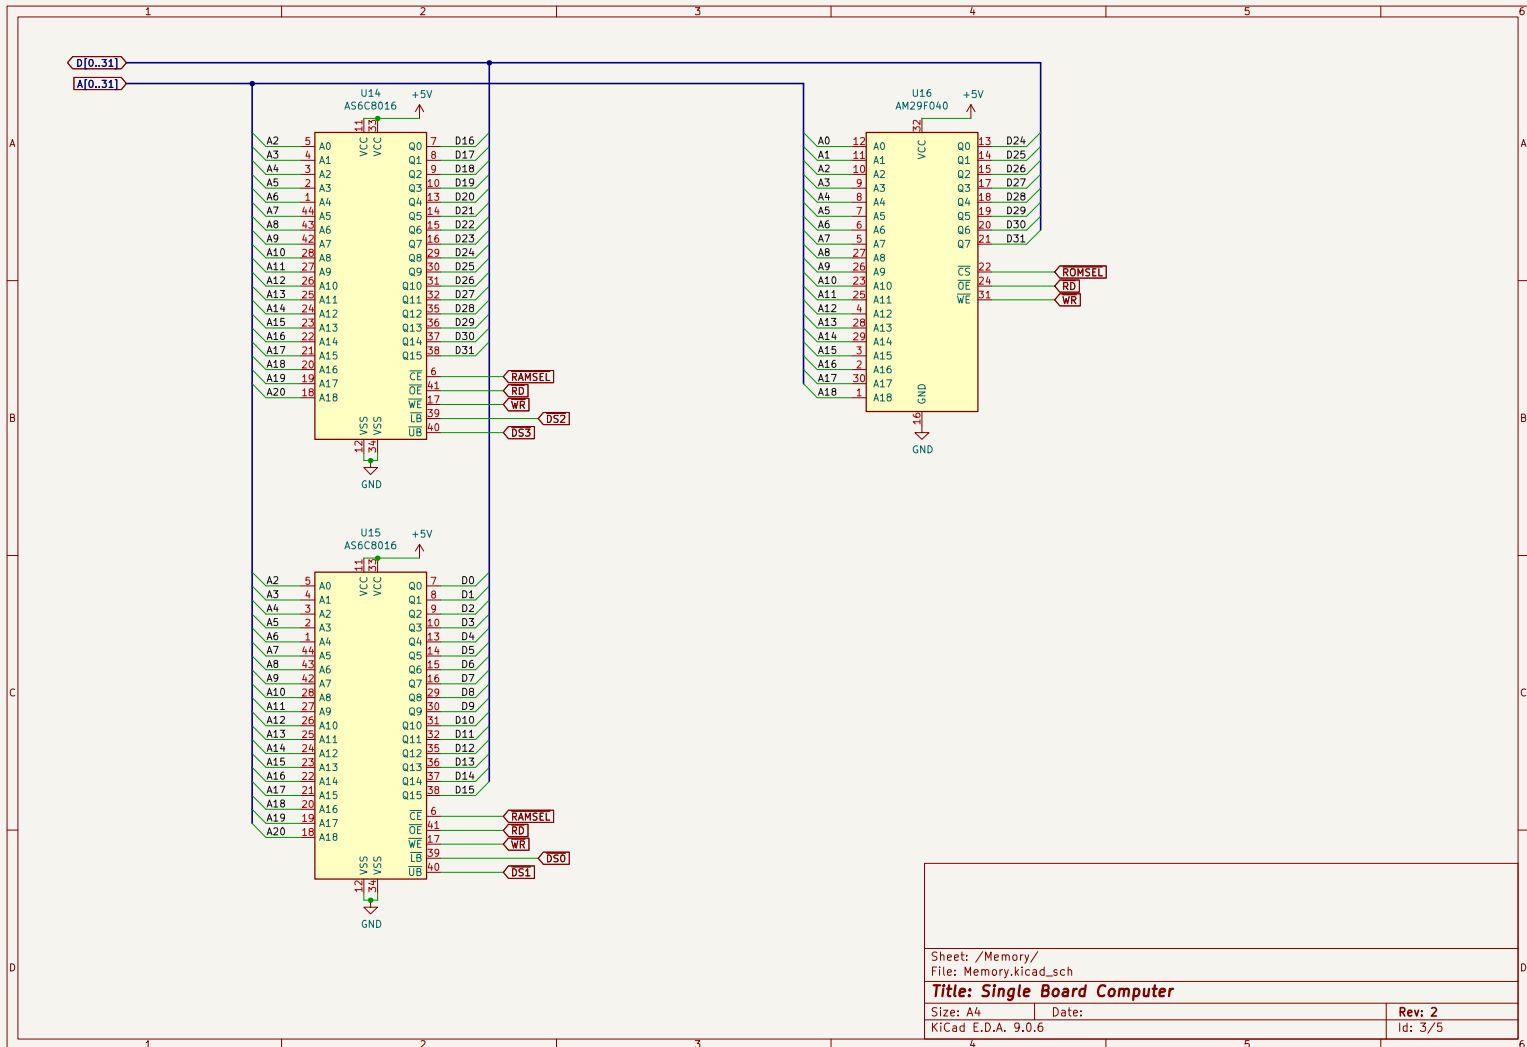 1 2 3 4 5 6
A A
B B
C C
D D
D[0..31]
A[0..31]
U14
AS6C8016
+5V
11 33
VCC VCC
A2 5 A0 Q0 7 D16
A3 4 A1 Q1 8 D17
A4 3 A2 Q2 9 D18
A5 2 A3 Q3 10 D19
A6 1 A4 Q4 13 D20
A7 44 A5 Q5 14 D21
A8 43 A6 Q6 15 D22
A9 42 A7 Q7 16 D23
A10 28 A8 Q8 29 D24
A11 27 A9 Q9 30 D25
A12 26 A10 Q10 31 D26
A13 25 A11 Q11 32 D27
A14 24 A12 Q12 35 D28
A15 23 A13 Q13 36 D29
A16 22 A14 Q14 37 D30
A17 21 A15 Q15 38 D31
A18 20 A16
A19 19 A17
A20 18 A18
CE 6 RAMSEL
OE 41 RD
WE 17 WR
LB 39 DS2
UB 40 DS3
VSS VSS
12 34
GND
U16
AM29F040
+5V
32
VCC
A0 12 A0 Q0 13 D24
A1 11 A1 Q1 14 D25
A2 10 A2 Q2 15 D26
A3 9 A3 Q3 17 D27
A4 8 A4 Q4 18 D28
A5 7 A5 Q5 19 D29
A6 6 A6 Q6 20 D30
A7 5 A7 Q7 21 D31
A8 27 A8
A9 26 A9 CS 22 ROMSEL
A10 23 A10 OE 24 RD
A11 25 A11 WE 31 WR
A12 4 A12
A13 28 A13
A14 29 A14
A15 3 A15
A16 2 A16
A17 30 A17
A18 1 A18
GND
16
GND
U15
AS6C8016
+5V
11 33
VCC VCC
A2 5 A0 Q0 7 D0
A3 4 A1 Q1 8 D1
A4 3 A2 Q2 9 D2
A5 2 A3 Q3 10 D3
A6 1 A4 Q4 13 D4
A7 44 A5 Q5 14 D5
A8 43 A6 Q6 15 D6
A9 42 A7 Q7 16 D7
A10 28 A8 Q8 29 D8
A11 27 A9 Q9 30 D9
A12 26 A10 Q10 31 D10
A13 25 A11 Q11 32 D11
A14 24 A12 Q12 35 D12
A15 23 A13 Q13 36 D13
A16 22 A14 Q14 37 D14
A17 21 A15 Q15 38 D15
A18 20 A16
A19 19 A17
A20 18 A18
CE 6 RAMSEL
OE 41 RD
WE 17 WR
LB 39 DS0
UB 40 DS1
VSS VSS
12 34
GND
Sheet: /Memory/
File: Memory.kicad_sch
Title: Single Board Computer
Size: A4 Date: Rev: 2
KiCad E.D.A. 9.0.6 Id: 3/5
1 2 3 4 5 6